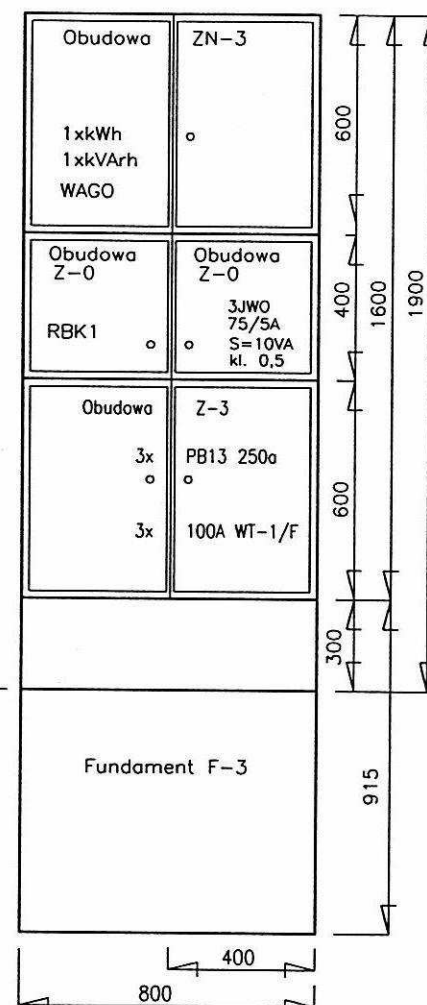 Obudowa ZN-3
1xkWh
1xkVArh
WAGO
Obudowa
Z-0
RBK1
Obudowa
Z-0
3JWO
75/5A
S=10VA
kl. 0,5
Obudowa Z-3
3x PB13 250a
3x 100A WT-1/F
Fundament F-3
600
400
600
300
1600
1900
915
400
800